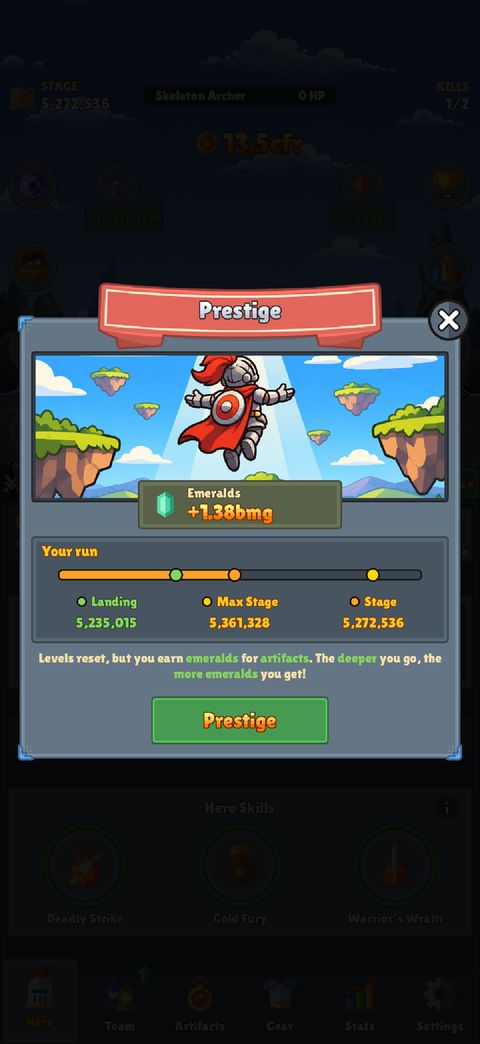 STAGE
5,272,536
Skeleton Archer
0 HP
KILLS
1/2
13.5cfr
13d 22h 35m
16d 16h
Prestige
Emeralds
+1.38bmg
Your run
Landing
Max Stage
Stage
5,235,015
5,361,328
5,272,536
Levels reset, but you earn emeralds for artifacts. The deeper you go, the
more emeralds you get!
Prestige
Hero Skills
Deadly Strike
Gold Fury
Warrior's Wrath
Hero
Team
Artifacts
Gear
Stats
Settings